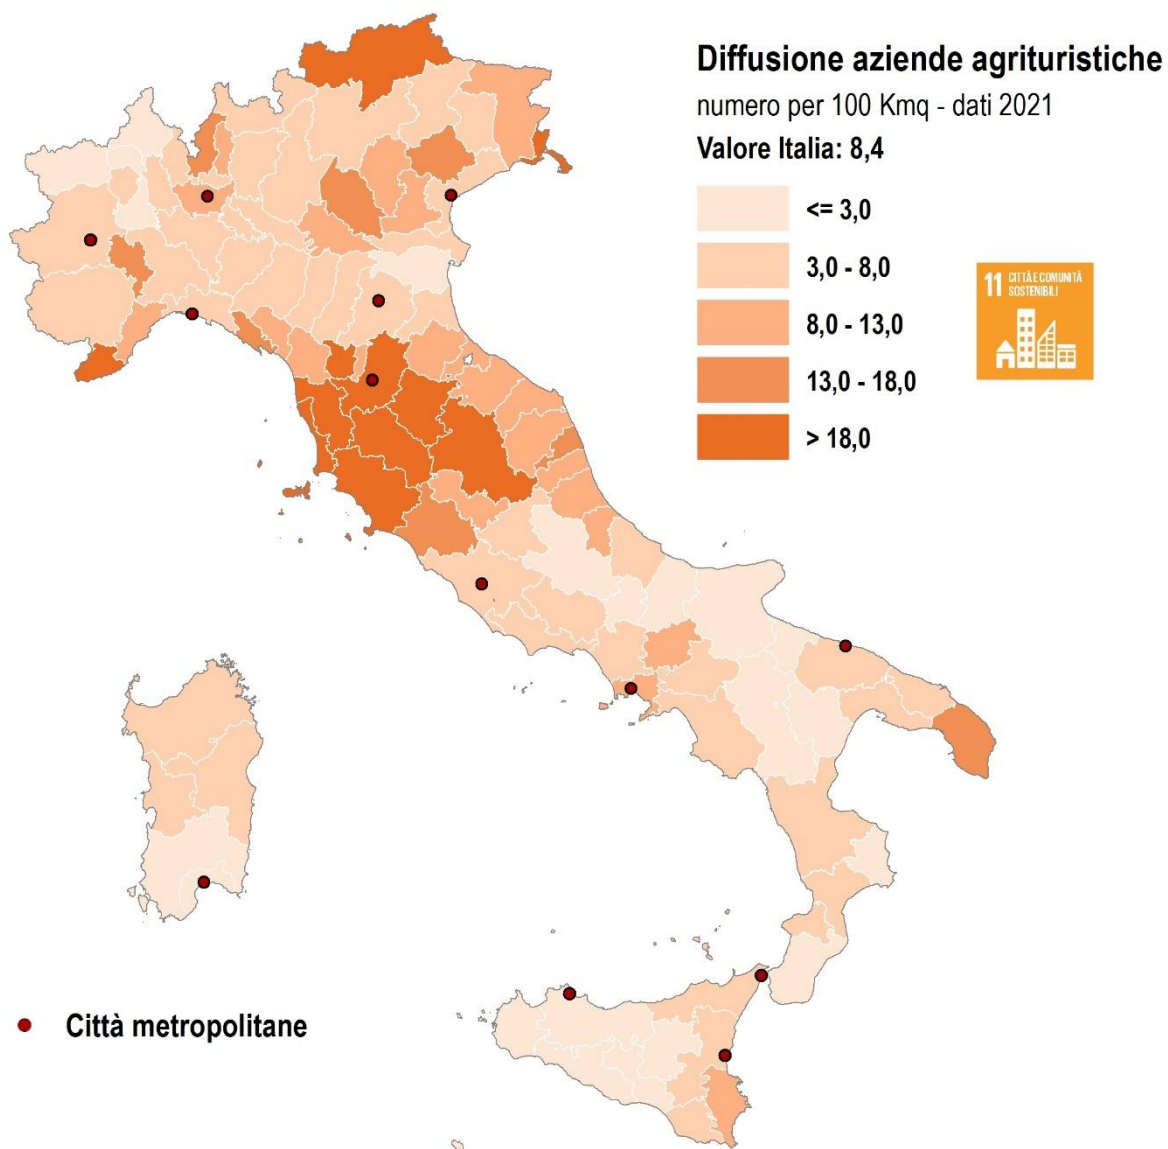 Diffusione aziende agrituristiche
numero per 100 Kmq - dati 2021
Valore Italia: 8,4
<= 3,0
3,0 - 8,0
8,0 - 13,0
13,0 - 18,0
> 18,0
11 CITTÀ E COMUNITÀ
SOSTENIBILI
Città metropolitane